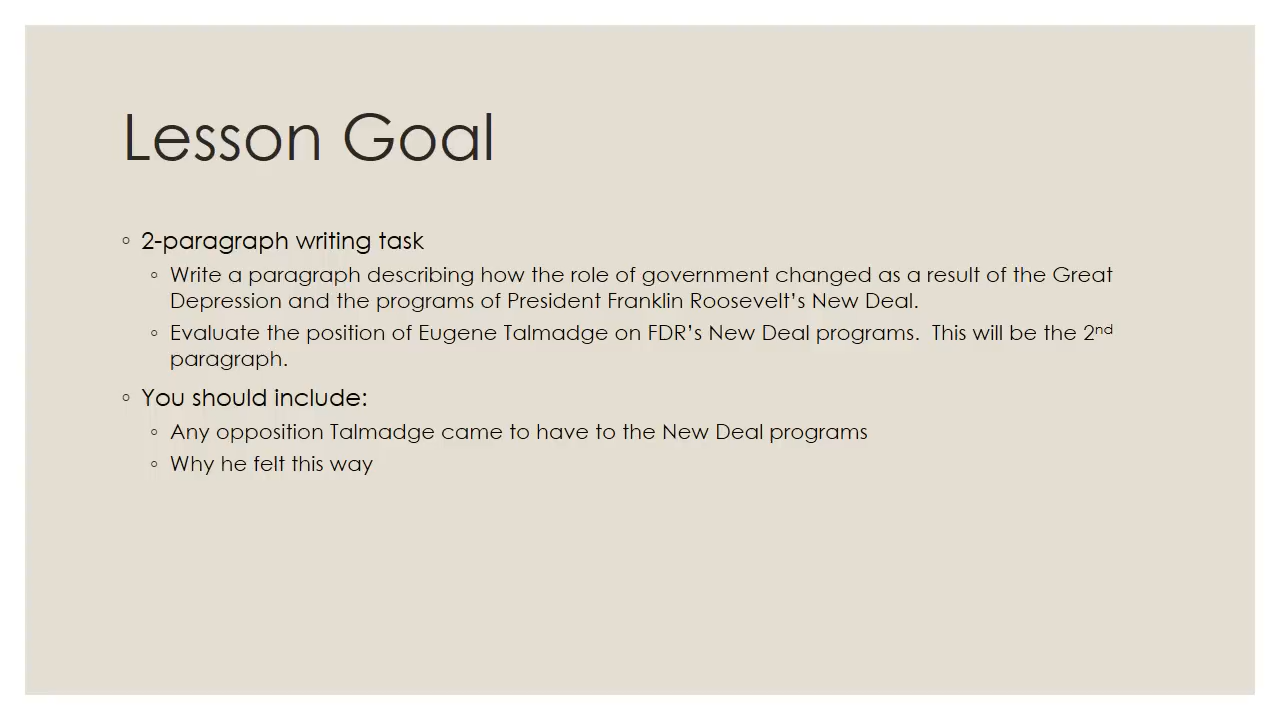 Lesson Goal
◦ 2-paragraph writing task
◦ Write a paragraph describing how the role of government changed as a result of the Great
Depression and the programs of President Franklin Roosevelt’s New Deal.
◦ Evaluate the position of Eugene Talmadge on FDR’s New Deal programs.  This will be the 2nd
paragraph.
◦ You should include:
◦ Any opposition Talmadge came to have to the New Deal programs
◦ Why he felt this way